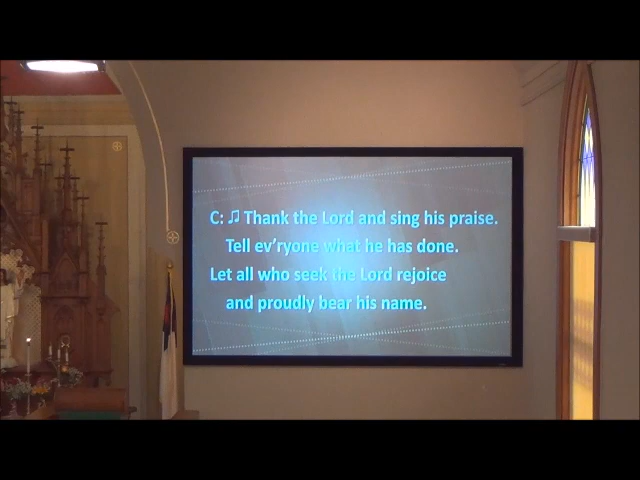 C: ♫ Thank the Lord and sing his praise.
Tell ev'ryone what he has done.
Let all who seek the Lord rejoice
and proudly bear his name.